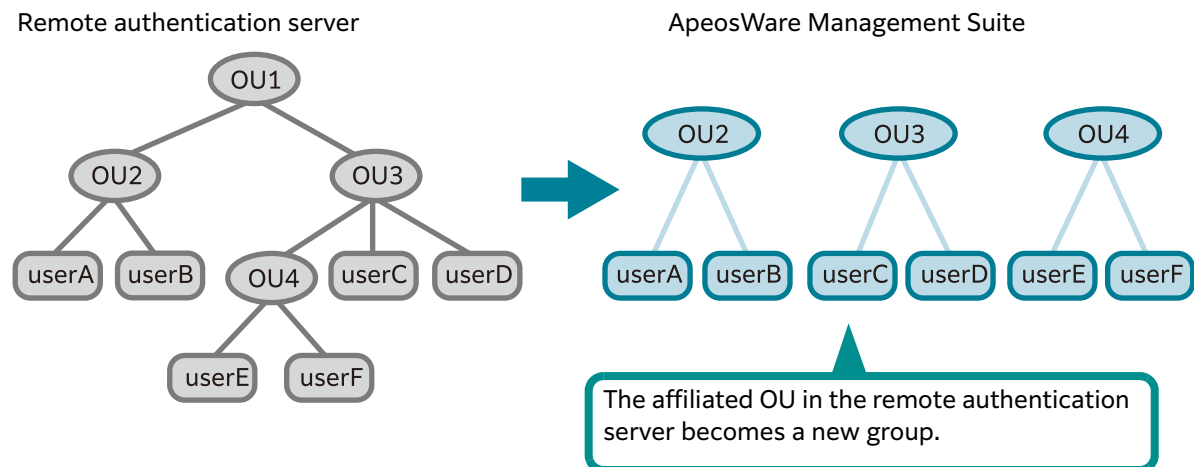 Remote authentication server
ApeosWare Management Suite
OU1
OU2
OU3
userA
userB
OU4
userC
userD
userE
userF
OU2
OU3
OU4
userA
userB
userC
userD
userE
userF
The affiliated OU in the remote authentication
server becomes a new group.